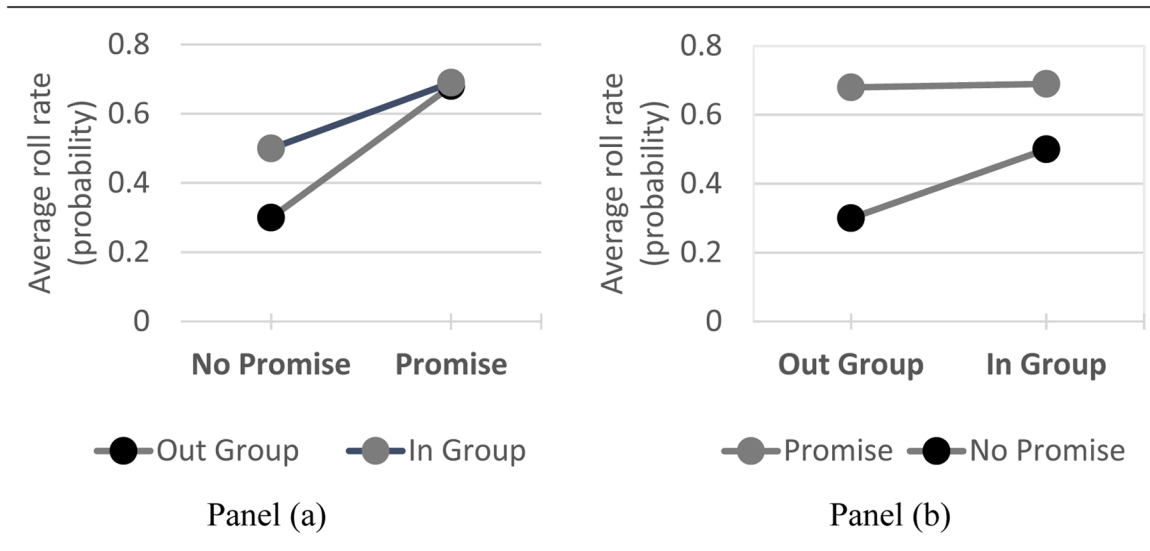 Average roll rate
(probability)
0.8
0.6
0.4
0.2
0
No Promise Promise
Out Group In Group
Panel (a)
Average roll rate
(probability)
0.8
0.6
0.4
0.2
0
Out Group In Group
Promise No Promise
Panel (b)